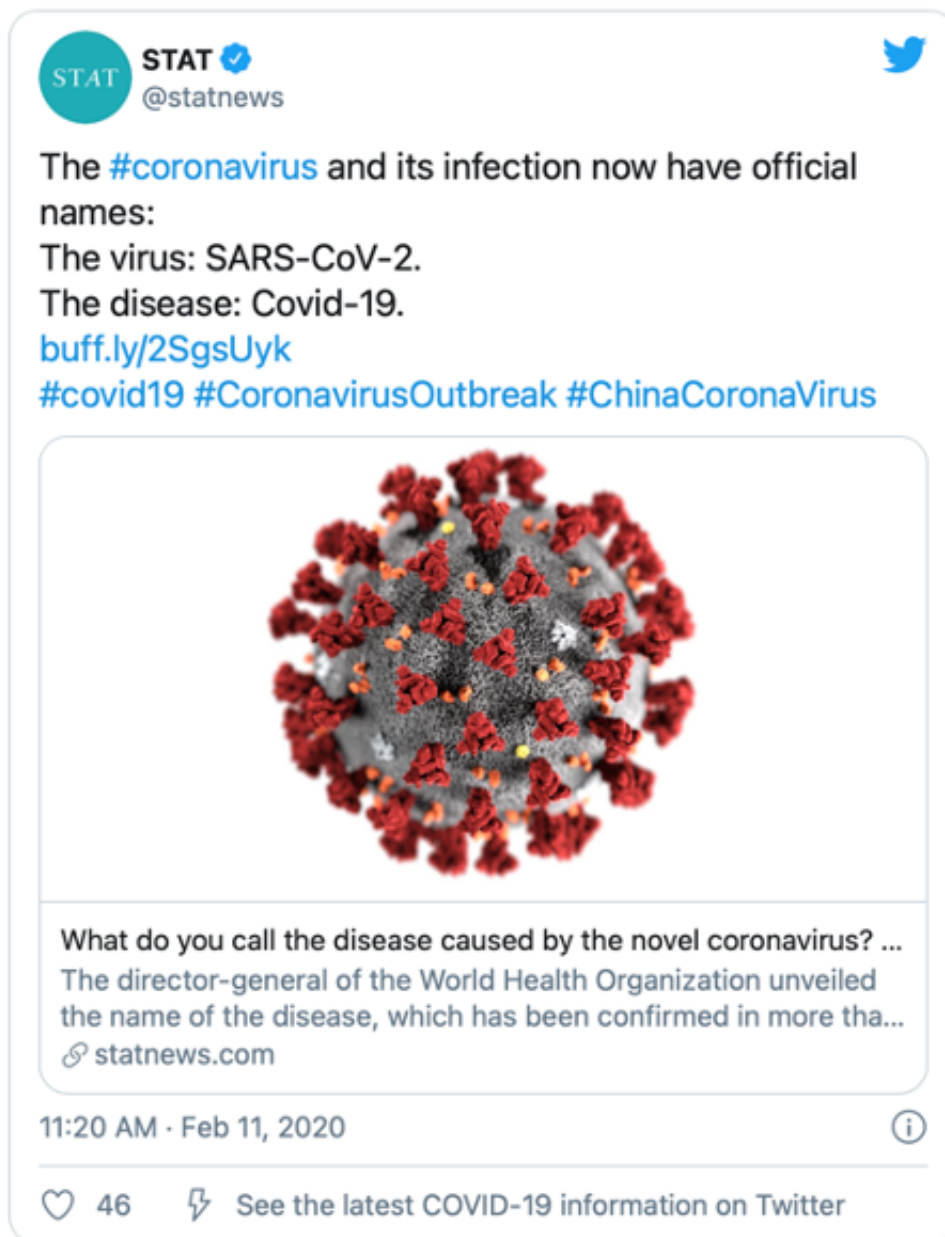 STAT
STAT
@statnews
The #coronavirus and its infection now have official
names:
The virus: SARS-CoV-2.
The disease: Covid-19.
buff.ly/2SgsUyk
#covid19 #CoronavirusOutbreak #ChinaCoronaVirus
What do you call the disease caused by the novel coronavirus? ...
The director-general of the World Health Organization unveiled
the name of the disease, which has been confirmed in more tha...
statnews.com
11:20 AM · Feb 11, 2020
46 See the latest COVID-19 information on Twitter